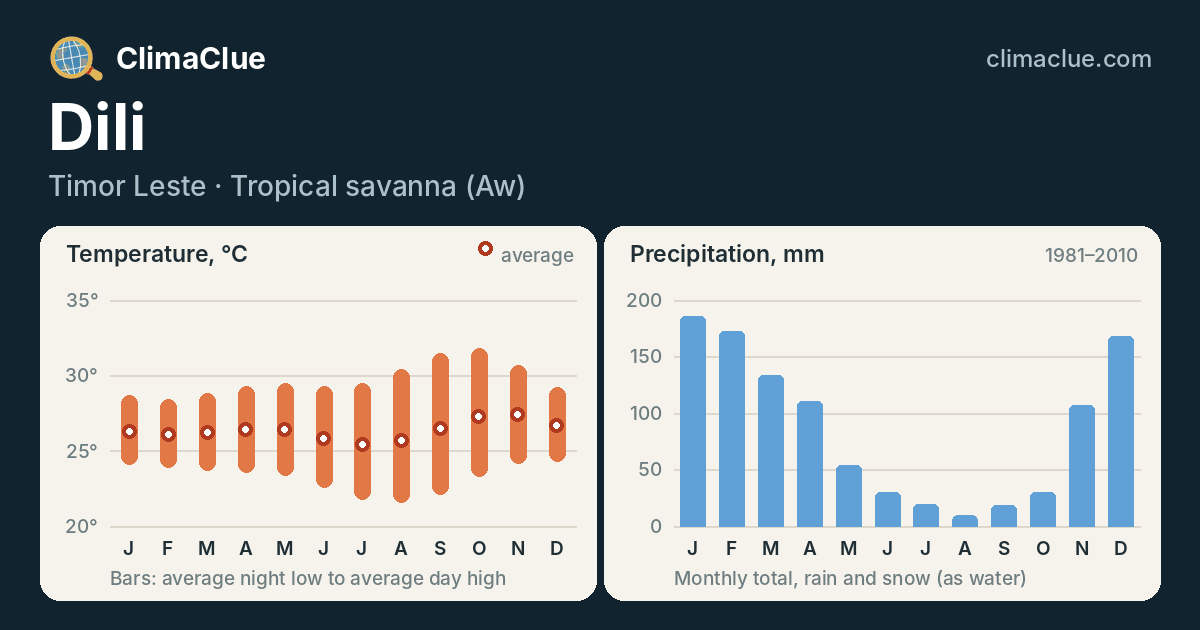 ClimaClue
climaclue.com
Dili
Timor Leste · Tropical savanna (Aw)
Temperature, °C
average
35°
30°
25°
20°
J F M A M J J A S O N D
Bars: average night low to average day high
Precipitation, mm
1981–2010
200
150
100
50
0
J F M A M J J A S O N D
Monthly total, rain and snow (as water)